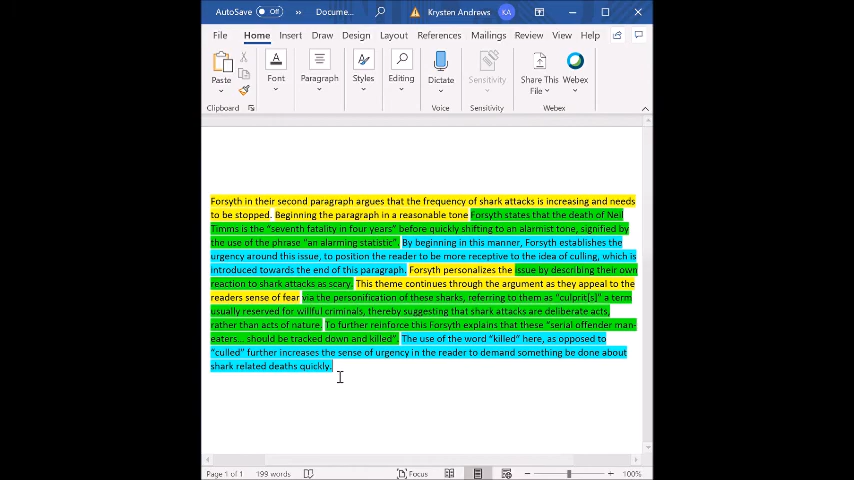 AutoSave Off » Docume... Krysten Andrews KA
File Home Insert Draw Design Layout References Mailings Review View Help
Paste Font Paragraph Styles Editing Dictate Sensitivity Share This File Webex
Clipboard Voice Sensitivity Webex
Forsyth in their second paragraph argues that the frequency of shark attacks is increasing and needs
to be stopped. Beginning the paragraph in a reasonable tone Forsyth states that the death of Neil
Timms is the “seventh fatality in four years” before quickly shifting to an alarmist tone, signified by
the use of the phrase “an alarming statistic”. By beginning in this manner, Forsyth establishes the
urgency around this issue, to position the reader to be more receptive to the idea of culling, which is
introduced towards the end of this paragraph. Forsyth personalizes the issue by describing their own
reaction to shark attacks as scary. This theme continues through the argument as they appeal to the
readers sense of fear via the personification of these sharks, referring to them as “culprit[s]” a term
usually reserved for willful criminals, thereby suggesting that shark attacks are deliberate acts,
rather than acts of nature. To further reinforce this Forsyth explains that these “serial offender man-
eaters... should be tracked down and killed”. The use of the word “killed” here, as opposed to
“culled” further increases the sense of urgency in the reader to demand something be done about
shark related deaths quickly.
Page 1 of 1 199 words Focus 100%